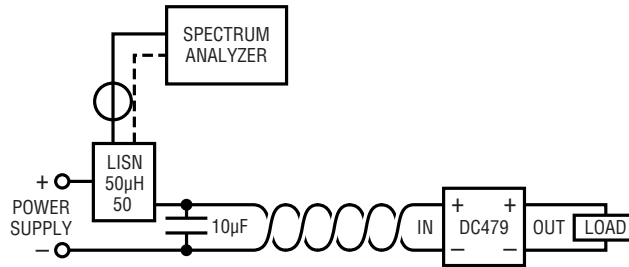 SPECTRUM
ANALYZER
LISN
50µH
50
+
POWER
SUPPLY
–
10µF
IN
+ +
DC479
– –
OUT
LOAD